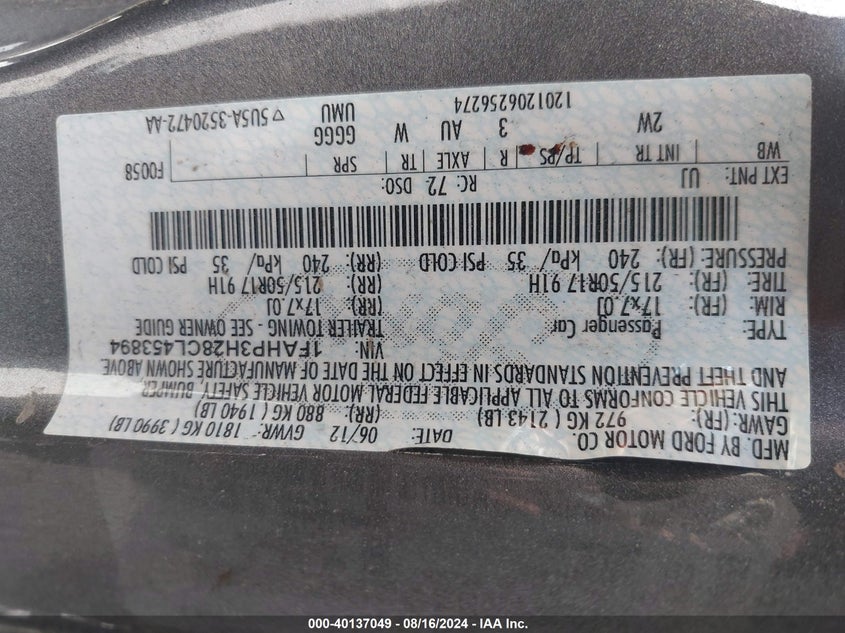 MFD. BY FORD MOTOR CO.
DATE: 06/12 GVWR: 1810 KG ( 3990 LB)
GAWR: (FR): 972 KG ( 2143 LB) (RR): 880 KG ( 1940 LB)
THIS VEHICLE CONFORMS TO ALL APPLICABLE FEDERAL MOTOR VEHICLE SAFETY, BUMPER,
AND THEFT PREVENTION STANDARDS IN EFFECT ON THE DATE OF MANUFACTURE SHOWN ABOVE.
VIN: 1FAHP3H28CL453894
TYPE: Passenger Car TRAILER TOWING - SEE OWNER GUIDE
RIM: (FR): 17x7.0J (RR): 17x7.0J
TIRE: (FR): 215/50R17 91H (RR): 215/50R17 91H
PRESSURE: (FR): 240 kPa/ 35 PSI COLD (RR): 240 kPa/ 35 PSI COLD
EXT PNT: UJ RC: 72 DSO: F0058
WB INT TR TP/PS R AXLE TR SPR
2W 3 AU W GGGG UMU
1201206256274 ▽5U5A-3520472-AA
000-40137049 - 08/16/2024 - IAA Inc.